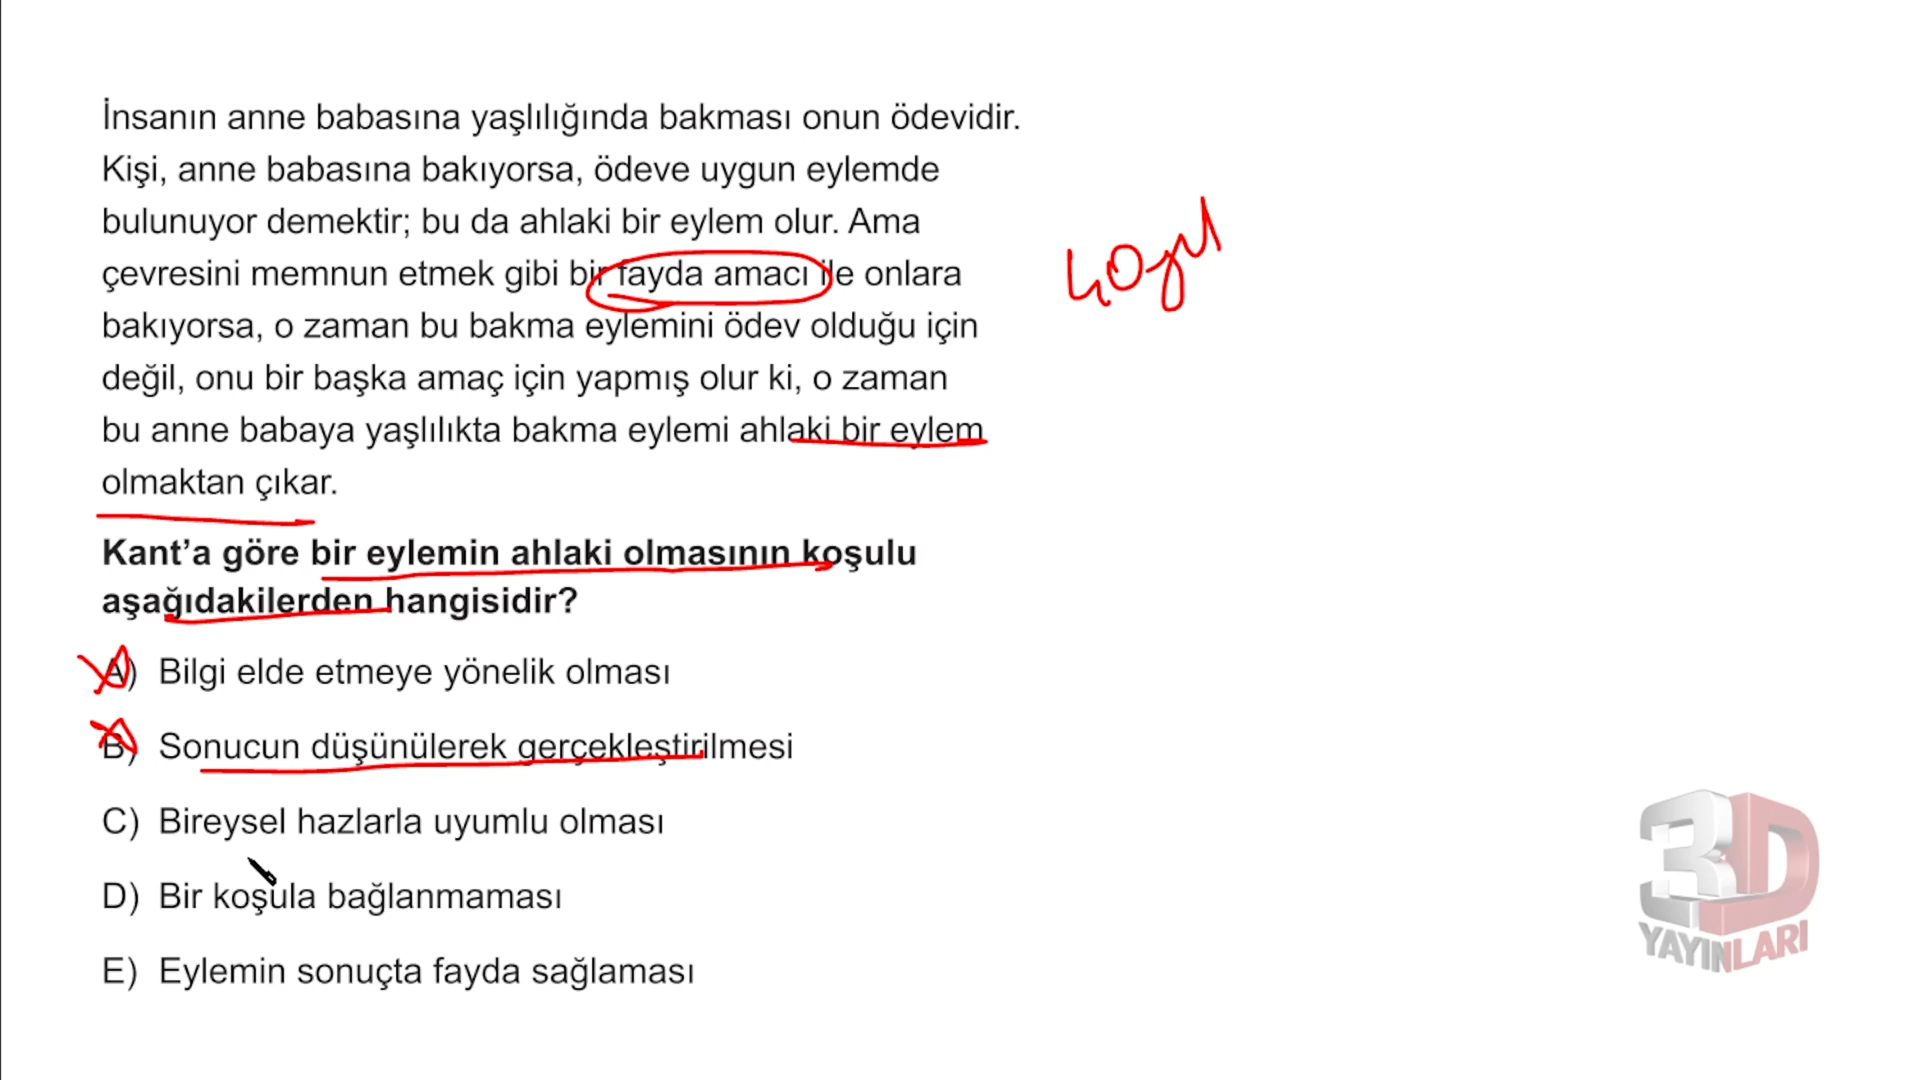 İnsanın anne babasına yaşlılığında bakması onun ödevidir.
Kişi, anne babasına bakıyorsa, ödeve uygun eylemde
bulunuyor demektir; bu da ahlaki bir eylem olur. Ama
çevresini memnun etmek gibi bir fayda amacı ile onlara
bakıyorsa, o zaman bu bakma eylemini ödev olduğu için
değil, onu bir başka amaç için yapmış olur ki, o zaman
bu anne babaya yaşlılıkta bakma eylemi ahlaki bir eylem
olmaktan çıkar.
Kant’a göre bir eylemin ahlaki olmasının koşulu
aşağıdakilerden hangisidir?
A) Bilgi elde etmeye yönelik olması
B) Sonucun düşünülerek gerçekleştirilmesi
C) Bireysel hazlarla uyumlu olması
D) Bir koşula bağlanmaması
E) Eylemin sonuçta fayda sağlaması
3D
YAYINLARI